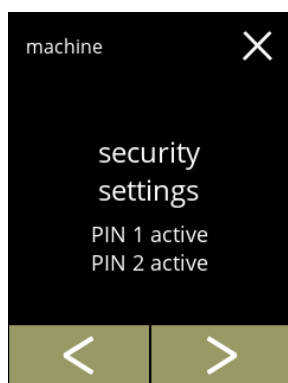 machine
security
settings
PIN 1 active
PIN 2 active